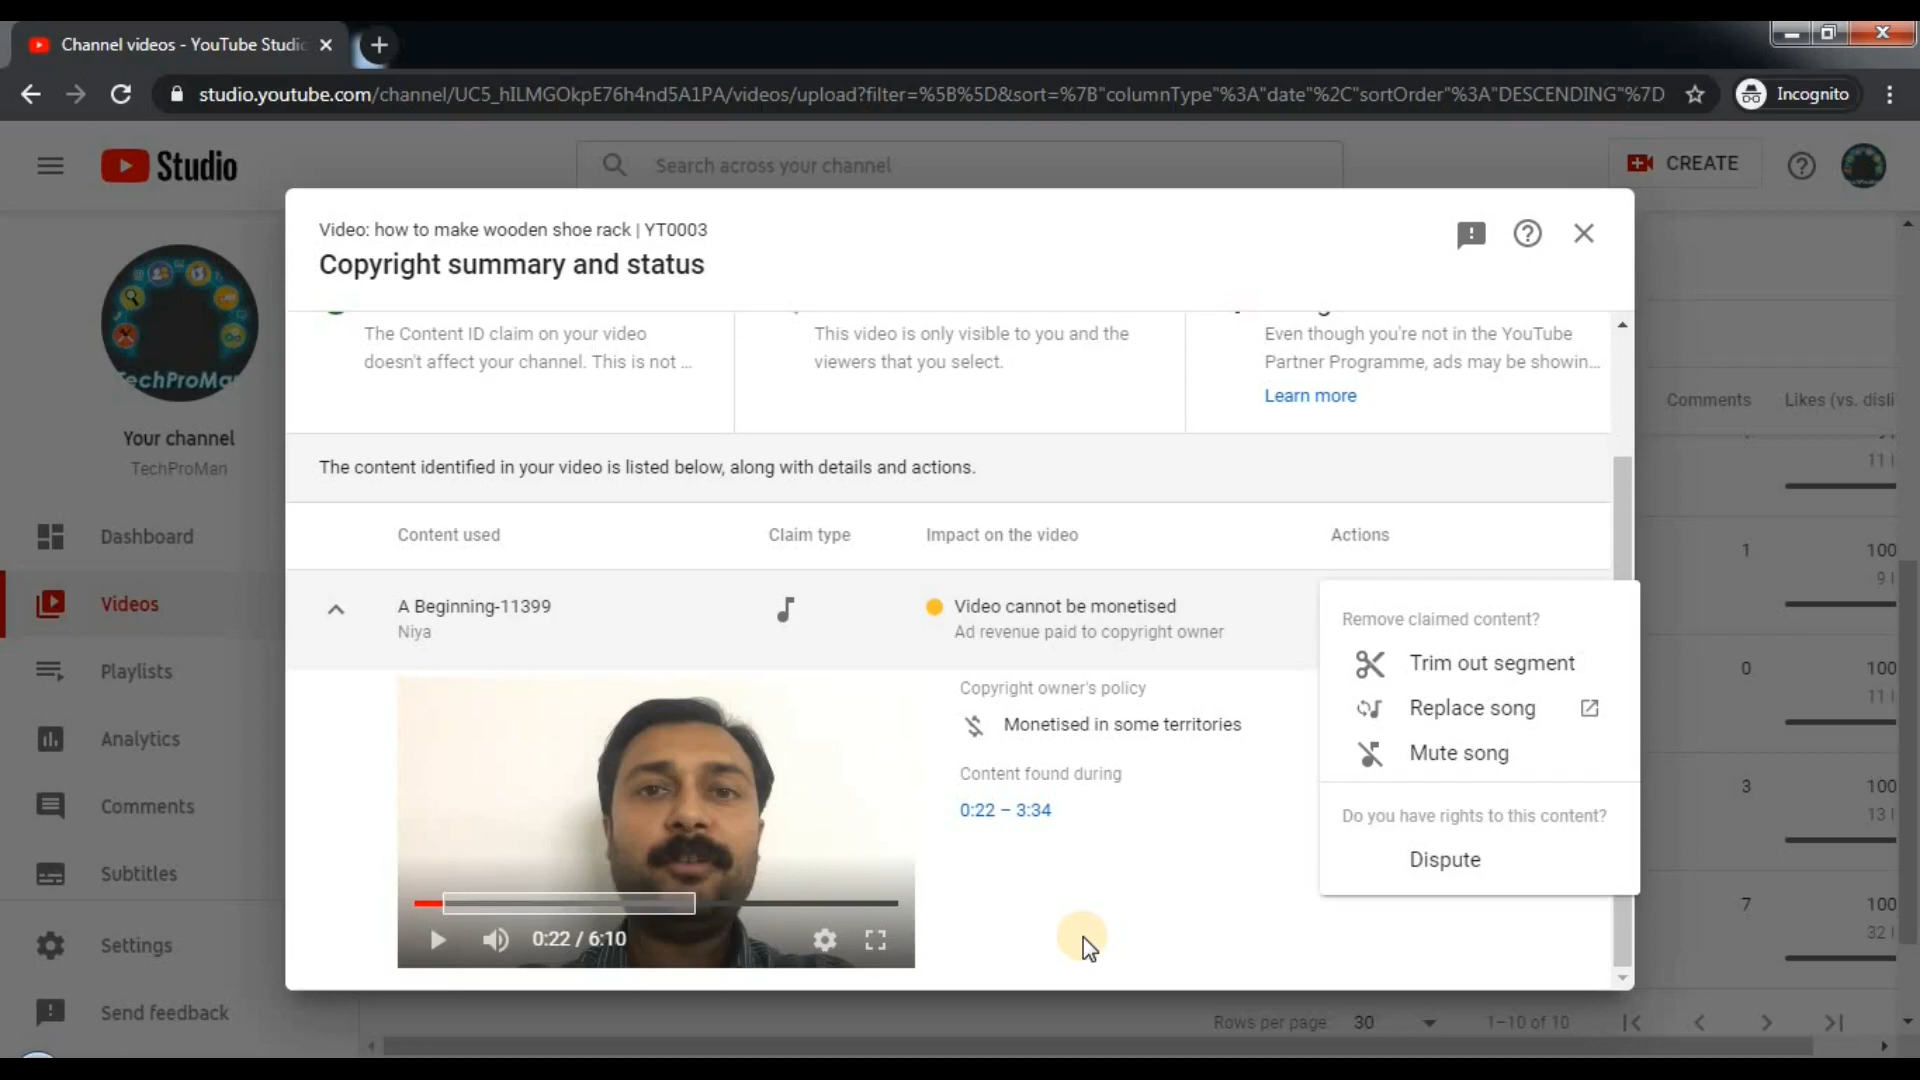 Channel videos - YouTube Studio
studio.youtube.com/channel/UC5_hILMGOkpE76h4nd5A1PA/videos/upload?filter=%5B%5D&sort=%7B"columnType"%3A"date"%2C"sortOrder"%3A"DESCENDING"%7D
Incognito
Studio
Search across your channel
CREATE
Video: how to make wooden shoe rack | YT0003
Copyright summary and status
The Content ID claim on your video
doesn't affect your channel. This is not ...
This video is only visible to you and the
viewers that you select.
Even though you're not in the YouTube
Partner Programme, ads may be showin...
Learn more
The content identified in your video is listed below, along with details and actions.
Content used
Claim type
Impact on the video
Actions
A Beginning-11399
Niya
Video cannot be monetised
Ad revenue paid to copyright owner
Copyright owner's policy
Monetised in some territories
Content found during
0:22 – 3:34
0:22 / 6:10
Remove claimed content?
Trim out segment
Replace song
Mute song
Do you have rights to this content?
Dispute
TechProMan
Your channel
TechProMan
Dashboard
Videos
Playlists
Analytics
Comments
Subtitles
Settings
Send feedback
Comments
Likes (vs. disli
11 l
1
100
9 l
0
100
11 l
3
100
13 l
7
100
32 l
Rows per page
30
1–10 of 10